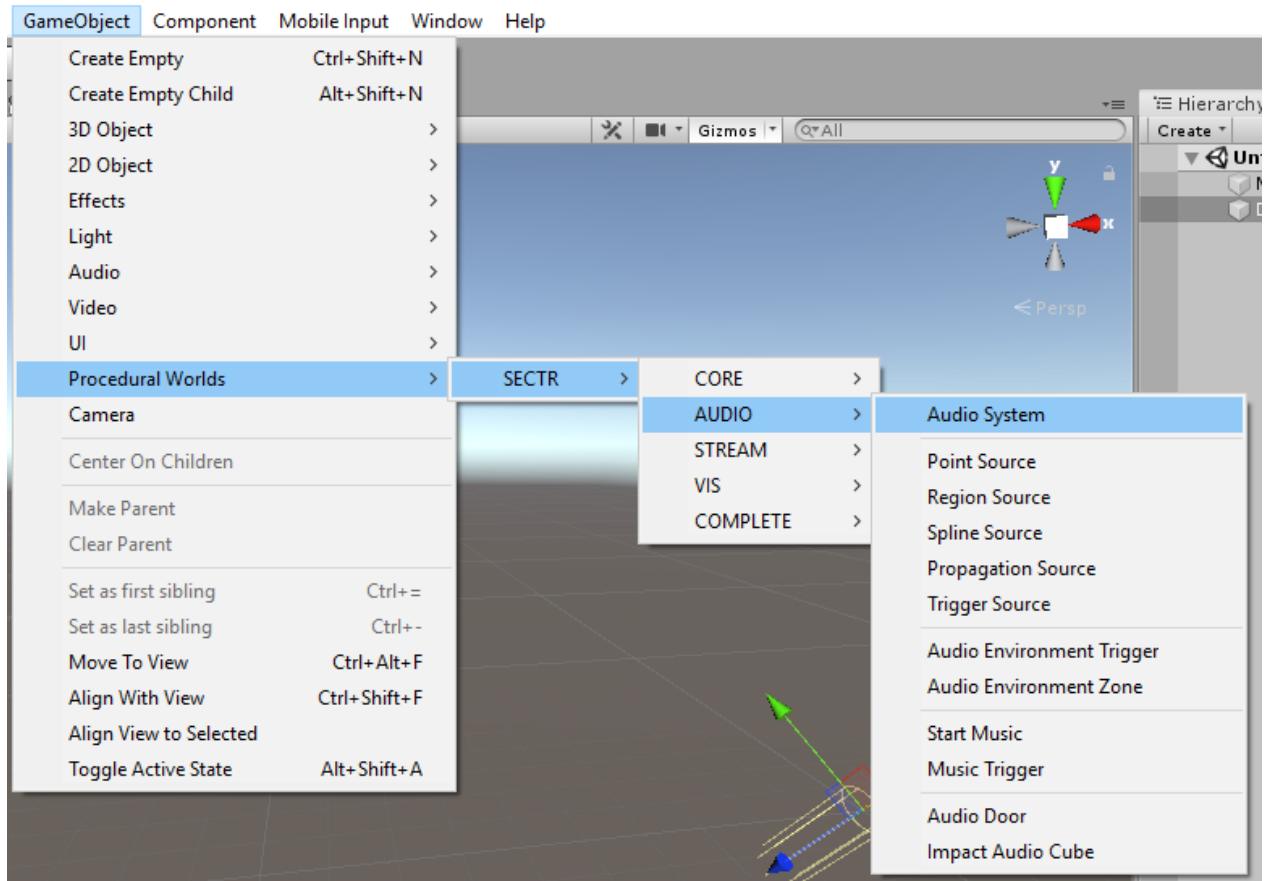 GameObject Component Mobile Input Window Help
Create Empty Ctrl+Shift+N
Create Empty Child Alt+Shift+N
3D Object
2D Object
Effects
Light
Audio
Video
UI
Procedural Worlds
Camera
Center On Children
Make Parent
Clear Parent
Set as first sibling Ctrl+=
Set as last sibling Ctrl+-
Move To View Ctrl+Alt+F
Align With View Ctrl+Shift+F
Align View to Selected
Toggle Active State Alt+Shift+A
SECTR
CORE
AUDIO
STREAM
VIS
COMPLETE
Audio System
Point Source
Region Source
Spline Source
Propagation Source
Trigger Source
Audio Environment Trigger
Audio Environment Zone
Start Music
Music Trigger
Audio Door
Impact Audio Cube
Gizmos All
y
x
Persp
Hierarchy
Create